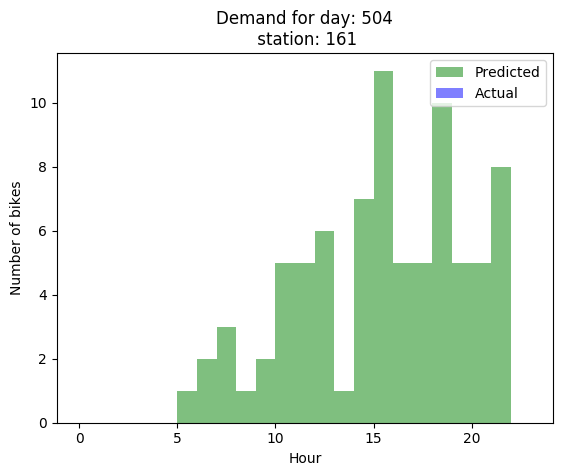 Demand for day: 504
station: 161
Predicted
Actual
10
8
6
4
2
0
Number of bikes
0 5 10 15 20
Hour